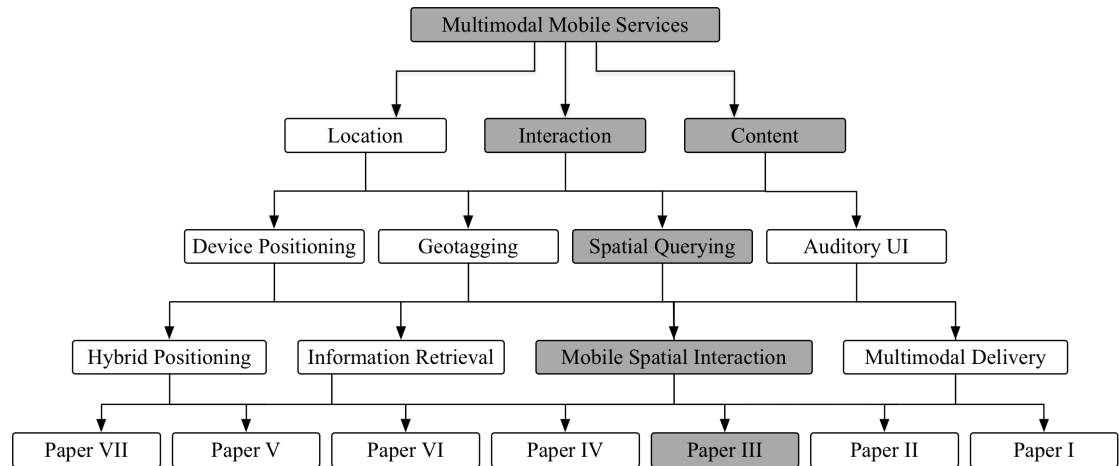 Multimodal Mobile Services
Location
Interaction
Content
Device Positioning
Geotagging
Spatial Querying
Auditory UI
Hybrid Positioning
Information Retrieval
Mobile Spatial Interaction
Multimodal Delivery
Paper VII
Paper V
Paper VI
Paper IV
Paper III
Paper II
Paper I